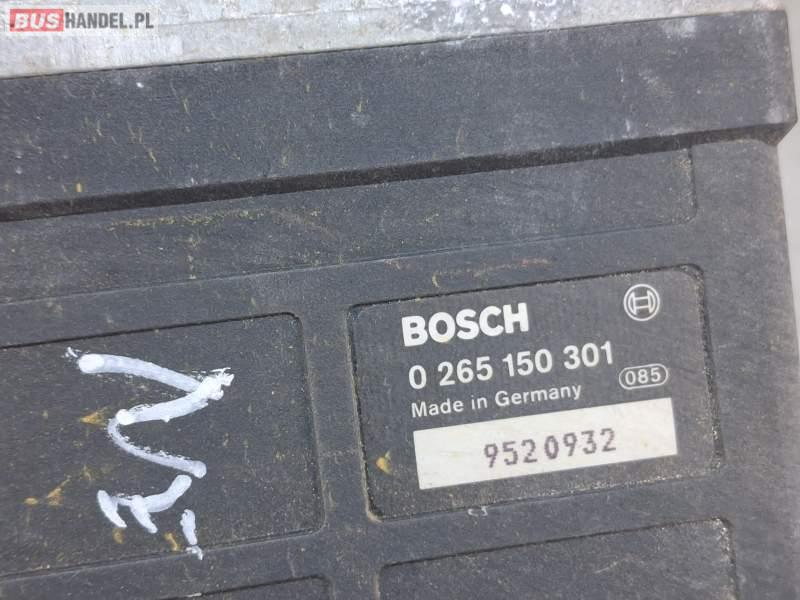 BUSHANDEL.PL
BOSCH
0 265 150 301
Made in Germany
085
9520932